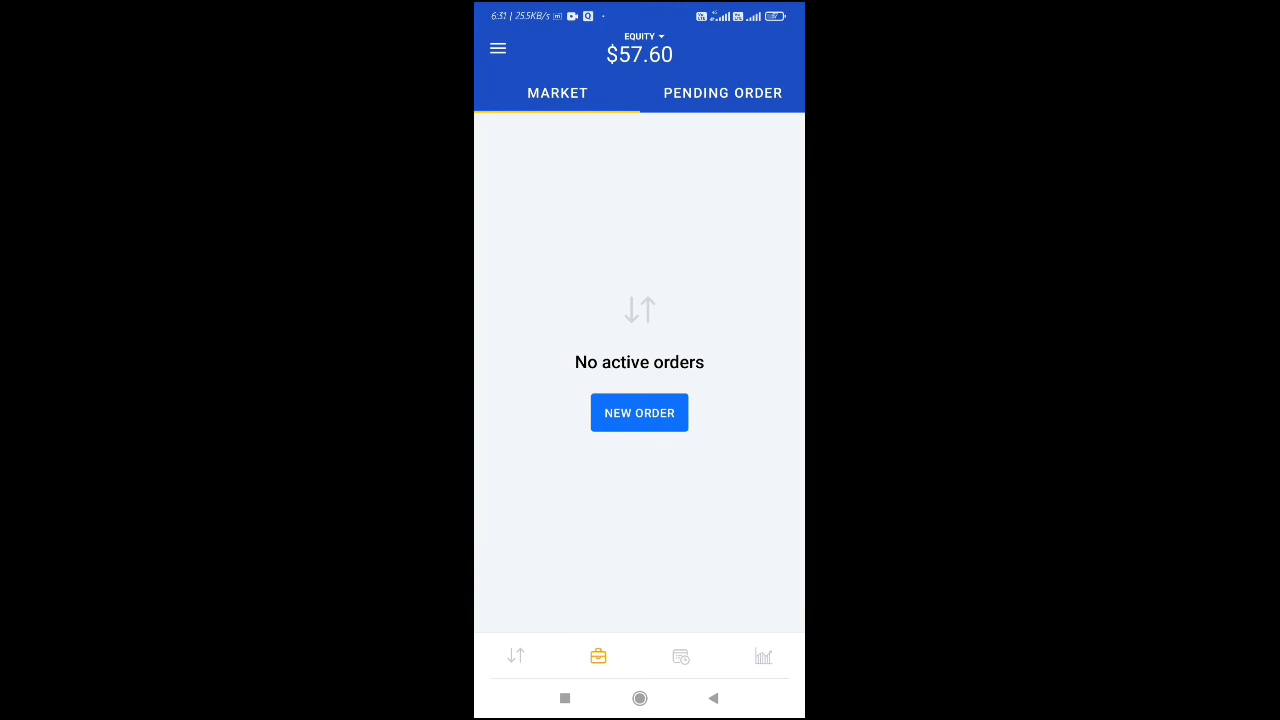 6:31 | 25.5KB/s
EQUITY
$57.60
MARKET
PENDING ORDER
No active orders
NEW ORDER